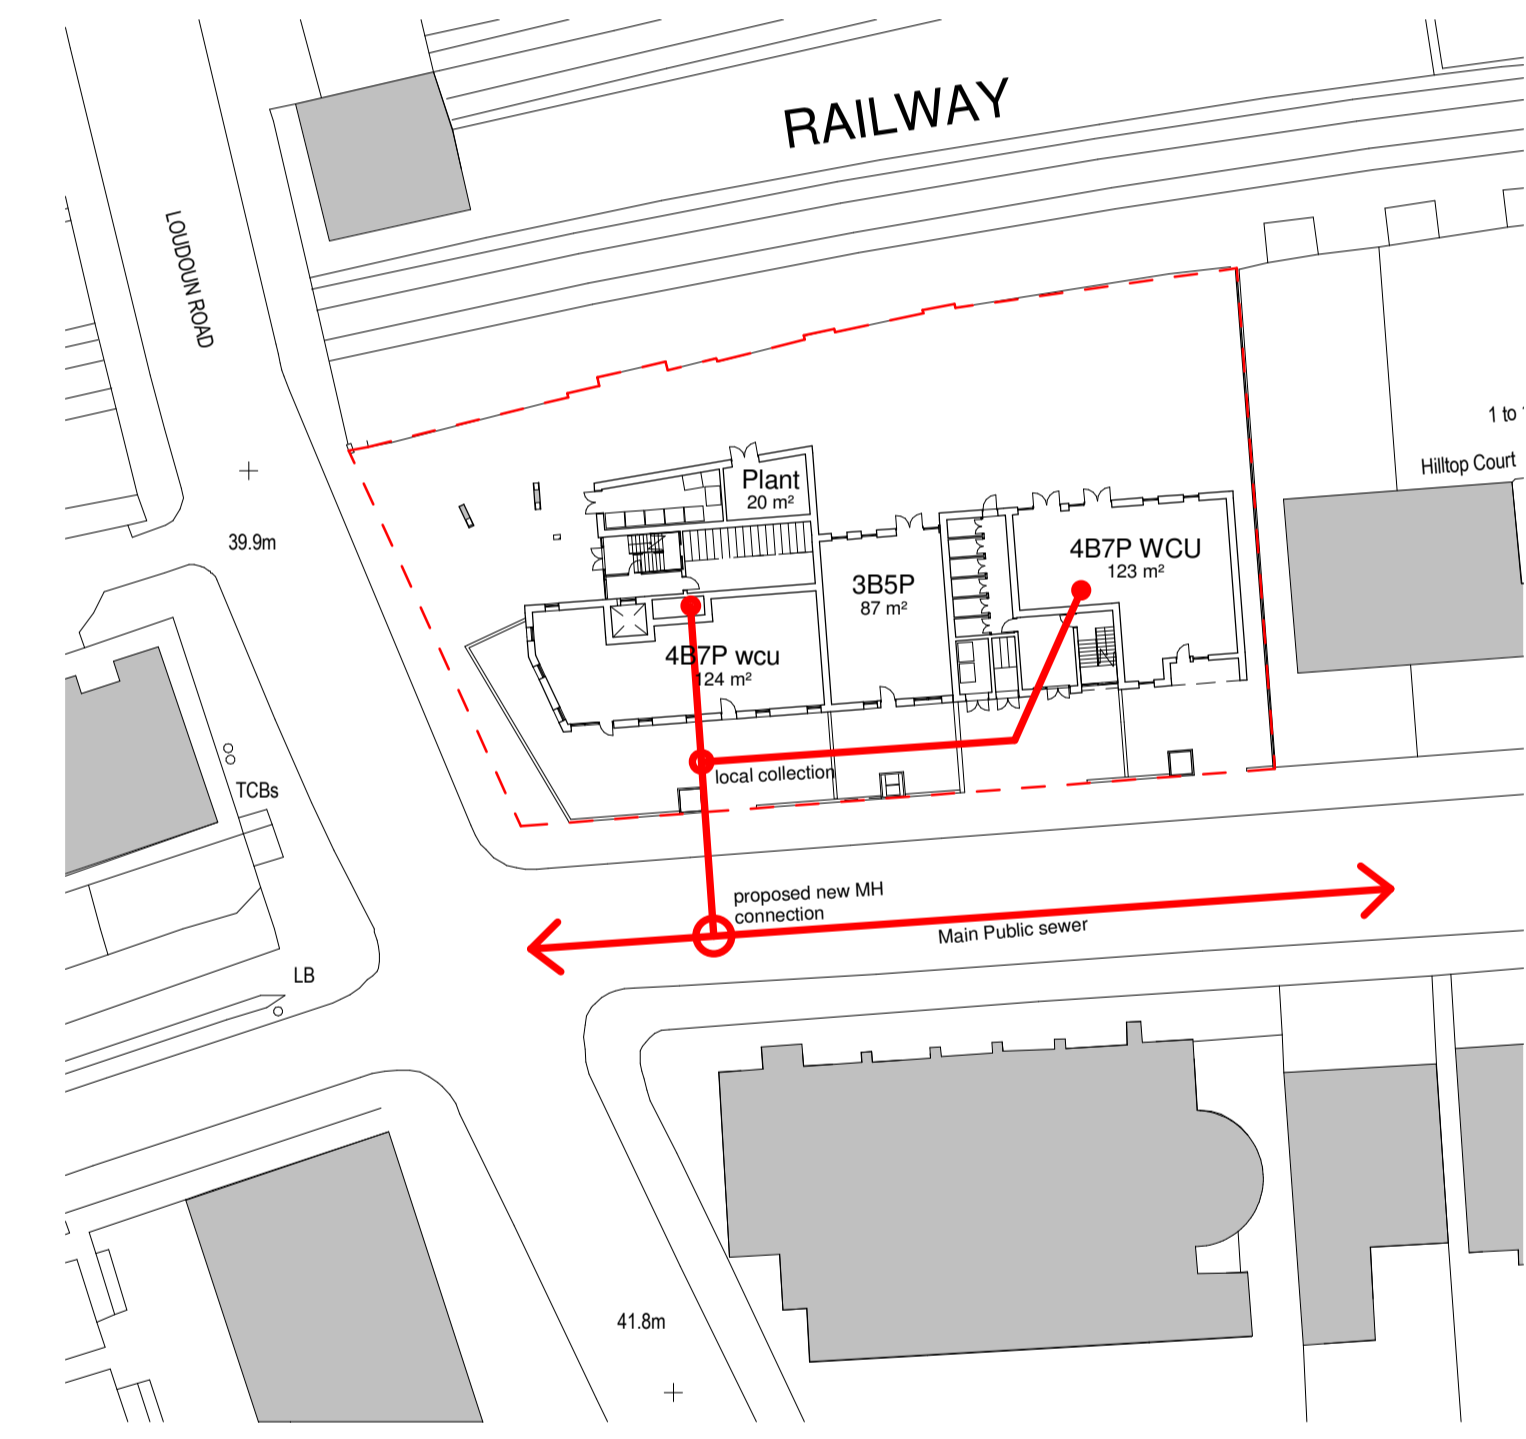 RAILWAY
LOUDOUN ROAD
1 to
Hilltop Court
Plant
20 m²
39.9m
4B7P WCU
123 m²
3B5P
87 m²
4B7P wcu
124 m²
local collection
TCBs
proposed new MH
connection
Main Public sewer
LB
41.8m